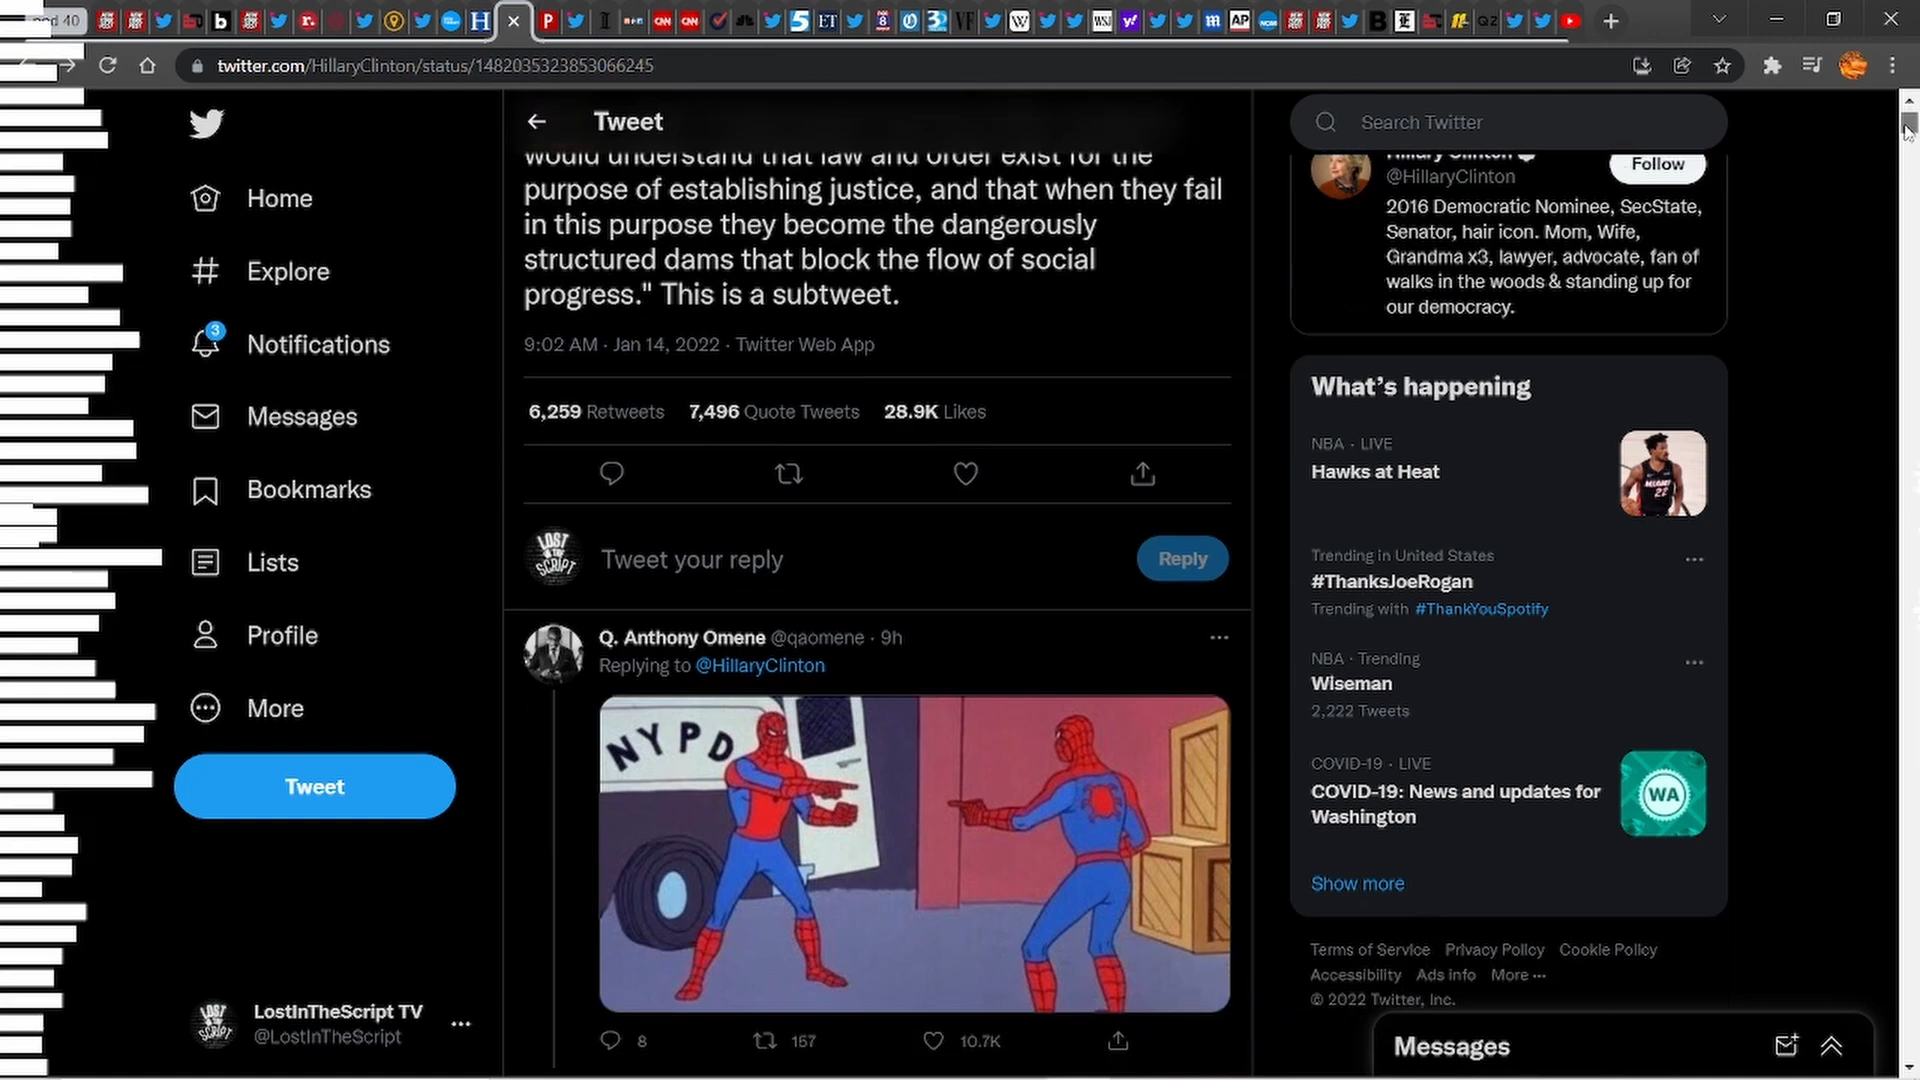 and 40
twitter.com/HillaryClinton/status/1482035323853066245
Home
Explore
3
Notifications
Messages
Bookmarks
Lists
Profile
More
Tweet
LostInTheScript TV
@LostInTheScript
Tweet
would understand that law and order exist for the
purpose of establishing justice, and that when they fail
in this purpose they become the dangerously
structured dams that block the flow of social
progress." This is a subtweet.
9:02 AM · Jan 14, 2022 · Twitter Web App
6,259 Retweets 7,496 Quote Tweets 28.9K Likes
LOST IN THE SCRIPT
Tweet your reply
Reply
Q. Anthony Omene @qaomene · 9h
Replying to @HillaryClinton
NYPD
8 157 10.7K
Search Twitter
Hillary Clinton
@HillaryClinton
Follow
2016 Democratic Nominee, SecState,
Senator, hair icon. Mom, Wife,
Grandma x3, lawyer, advocate, fan of
walks in the woods & standing up for
our democracy.
What's happening
NBA · LIVE
Hawks at Heat
MIAMI
22
Trending in United States
#ThanksJoeRogan
Trending with #ThankYouSpotify
NBA · Trending
Wiseman
2,222 Tweets
COVID-19 · LIVE
COVID-19: News and updates for
Washington
WA
Show more
Terms of Service Privacy Policy Cookie Policy
Accessibility Ads info More ···
© 2022 Twitter, Inc.
Messages